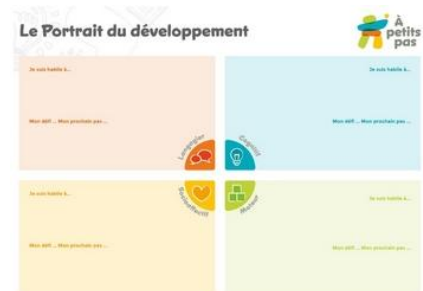 Le Portrait du développement
À
petits
pas
Je suis habile à...
Je suis habile à...
Mon défi ... Mon prochain pas ...
Mon défi ... Mon prochain pas ...
Langagier
Cognitif
Socioaffectif
Moteur
Je suis habile à...
Je suis habile à...
Mon défi ... Mon prochain pas ...
Mon défi ... Mon prochain pas ...